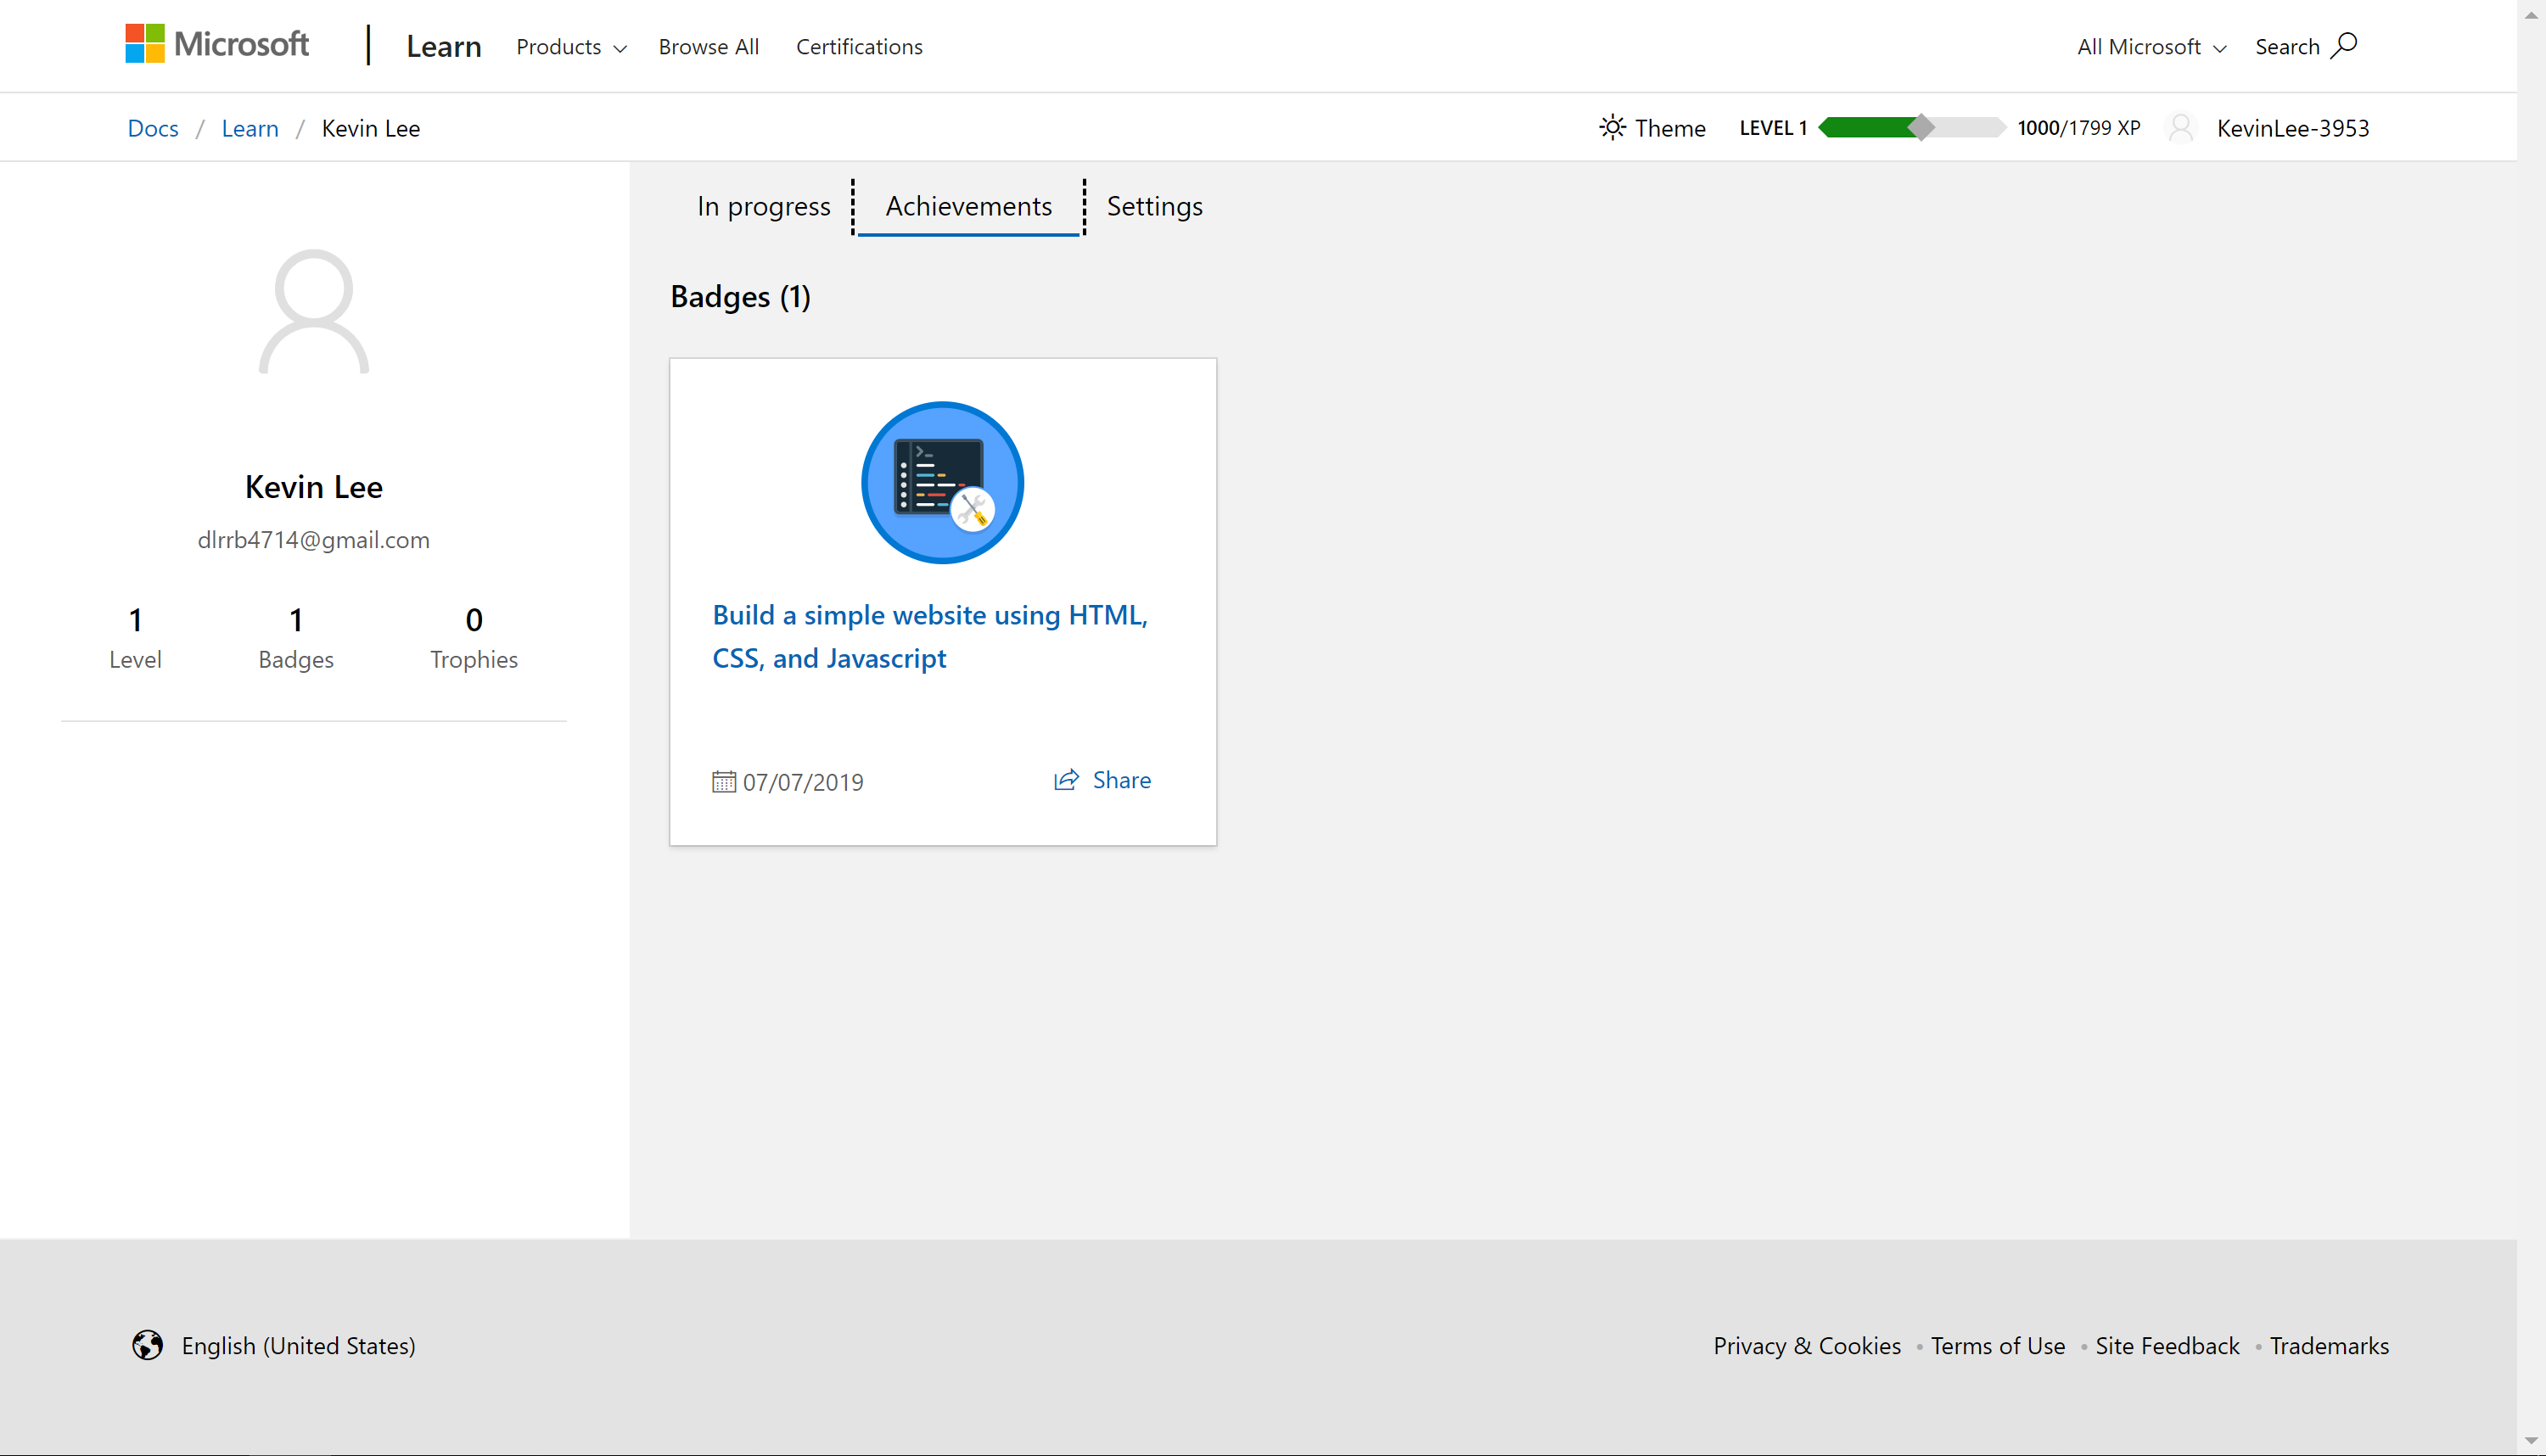 Microsoft | Learn Products Browse All Certifications All Microsoft Search
Docs / Learn / Kevin Lee Theme LEVEL 1 1000/1799 XP KevinLee-3953
In progress Achievements Settings
Badges (1)
Kevin Lee
dlrrb4714@gmail.com
1 1 0
Level Badges Trophies
Build a simple website using HTML,
CSS, and Javascript
07/07/2019 Share
English (United States) Privacy & Cookies • Terms of Use • Site Feedback • Trademarks